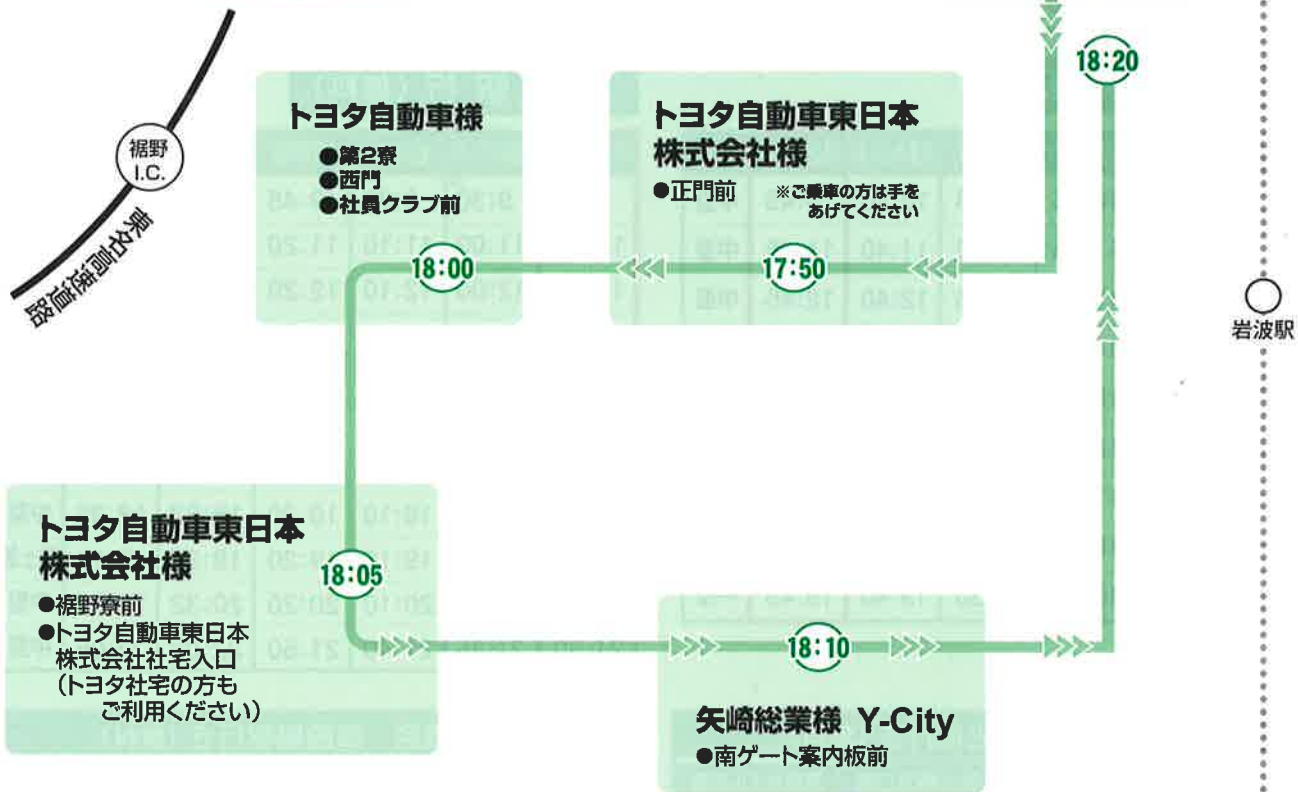 18:20
裾野
I.C.
東名高速道路
トヨタ自動車様
●第2寮
●西門
●社員クラブ前
18:00
トヨタ自動車東日本
株式会社様
●正門前
※ご乗車の方は手を
あげてください
17:50
岩波駅
トヨタ自動車東日本
株式会社様
●裾野寮前
●トヨタ自動車東日本
株式会社社宅入口
(トヨタ社宅の方も
ご利用ください)
18:05
18:10
矢崎総業様 Y-City
●南ゲート案内板前